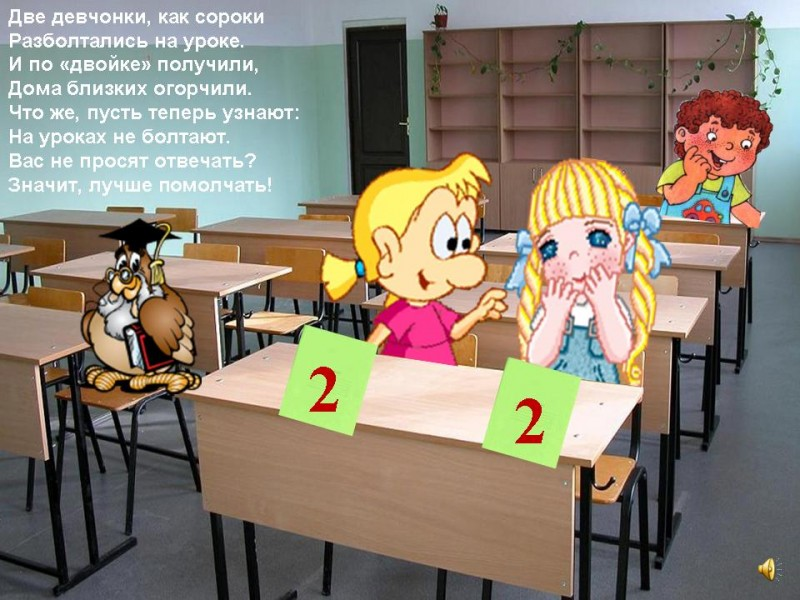 Две девчонки, как сороки
Разболтались на уроке.
И по «двойке» получили,
Дома близких огорчили.
Что же, пусть теперь узнают:
На уроках не болтают.
Вас не просят отвечать?
Значит, лучше помолчать!
2
2